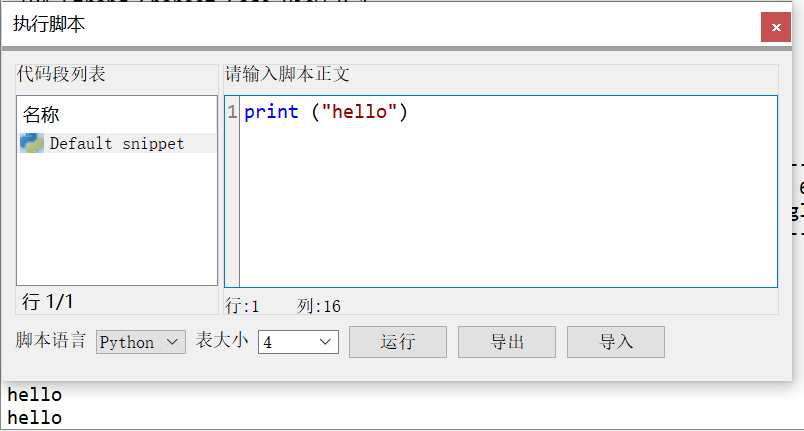 执行脚本
代码段列表
请输入脚本正文
名称
Default snippet
1 print ("hello")
行 1/1
行:1 列:16
脚本语言 Python 表大小 4 运行 导出 导入
hello
hello